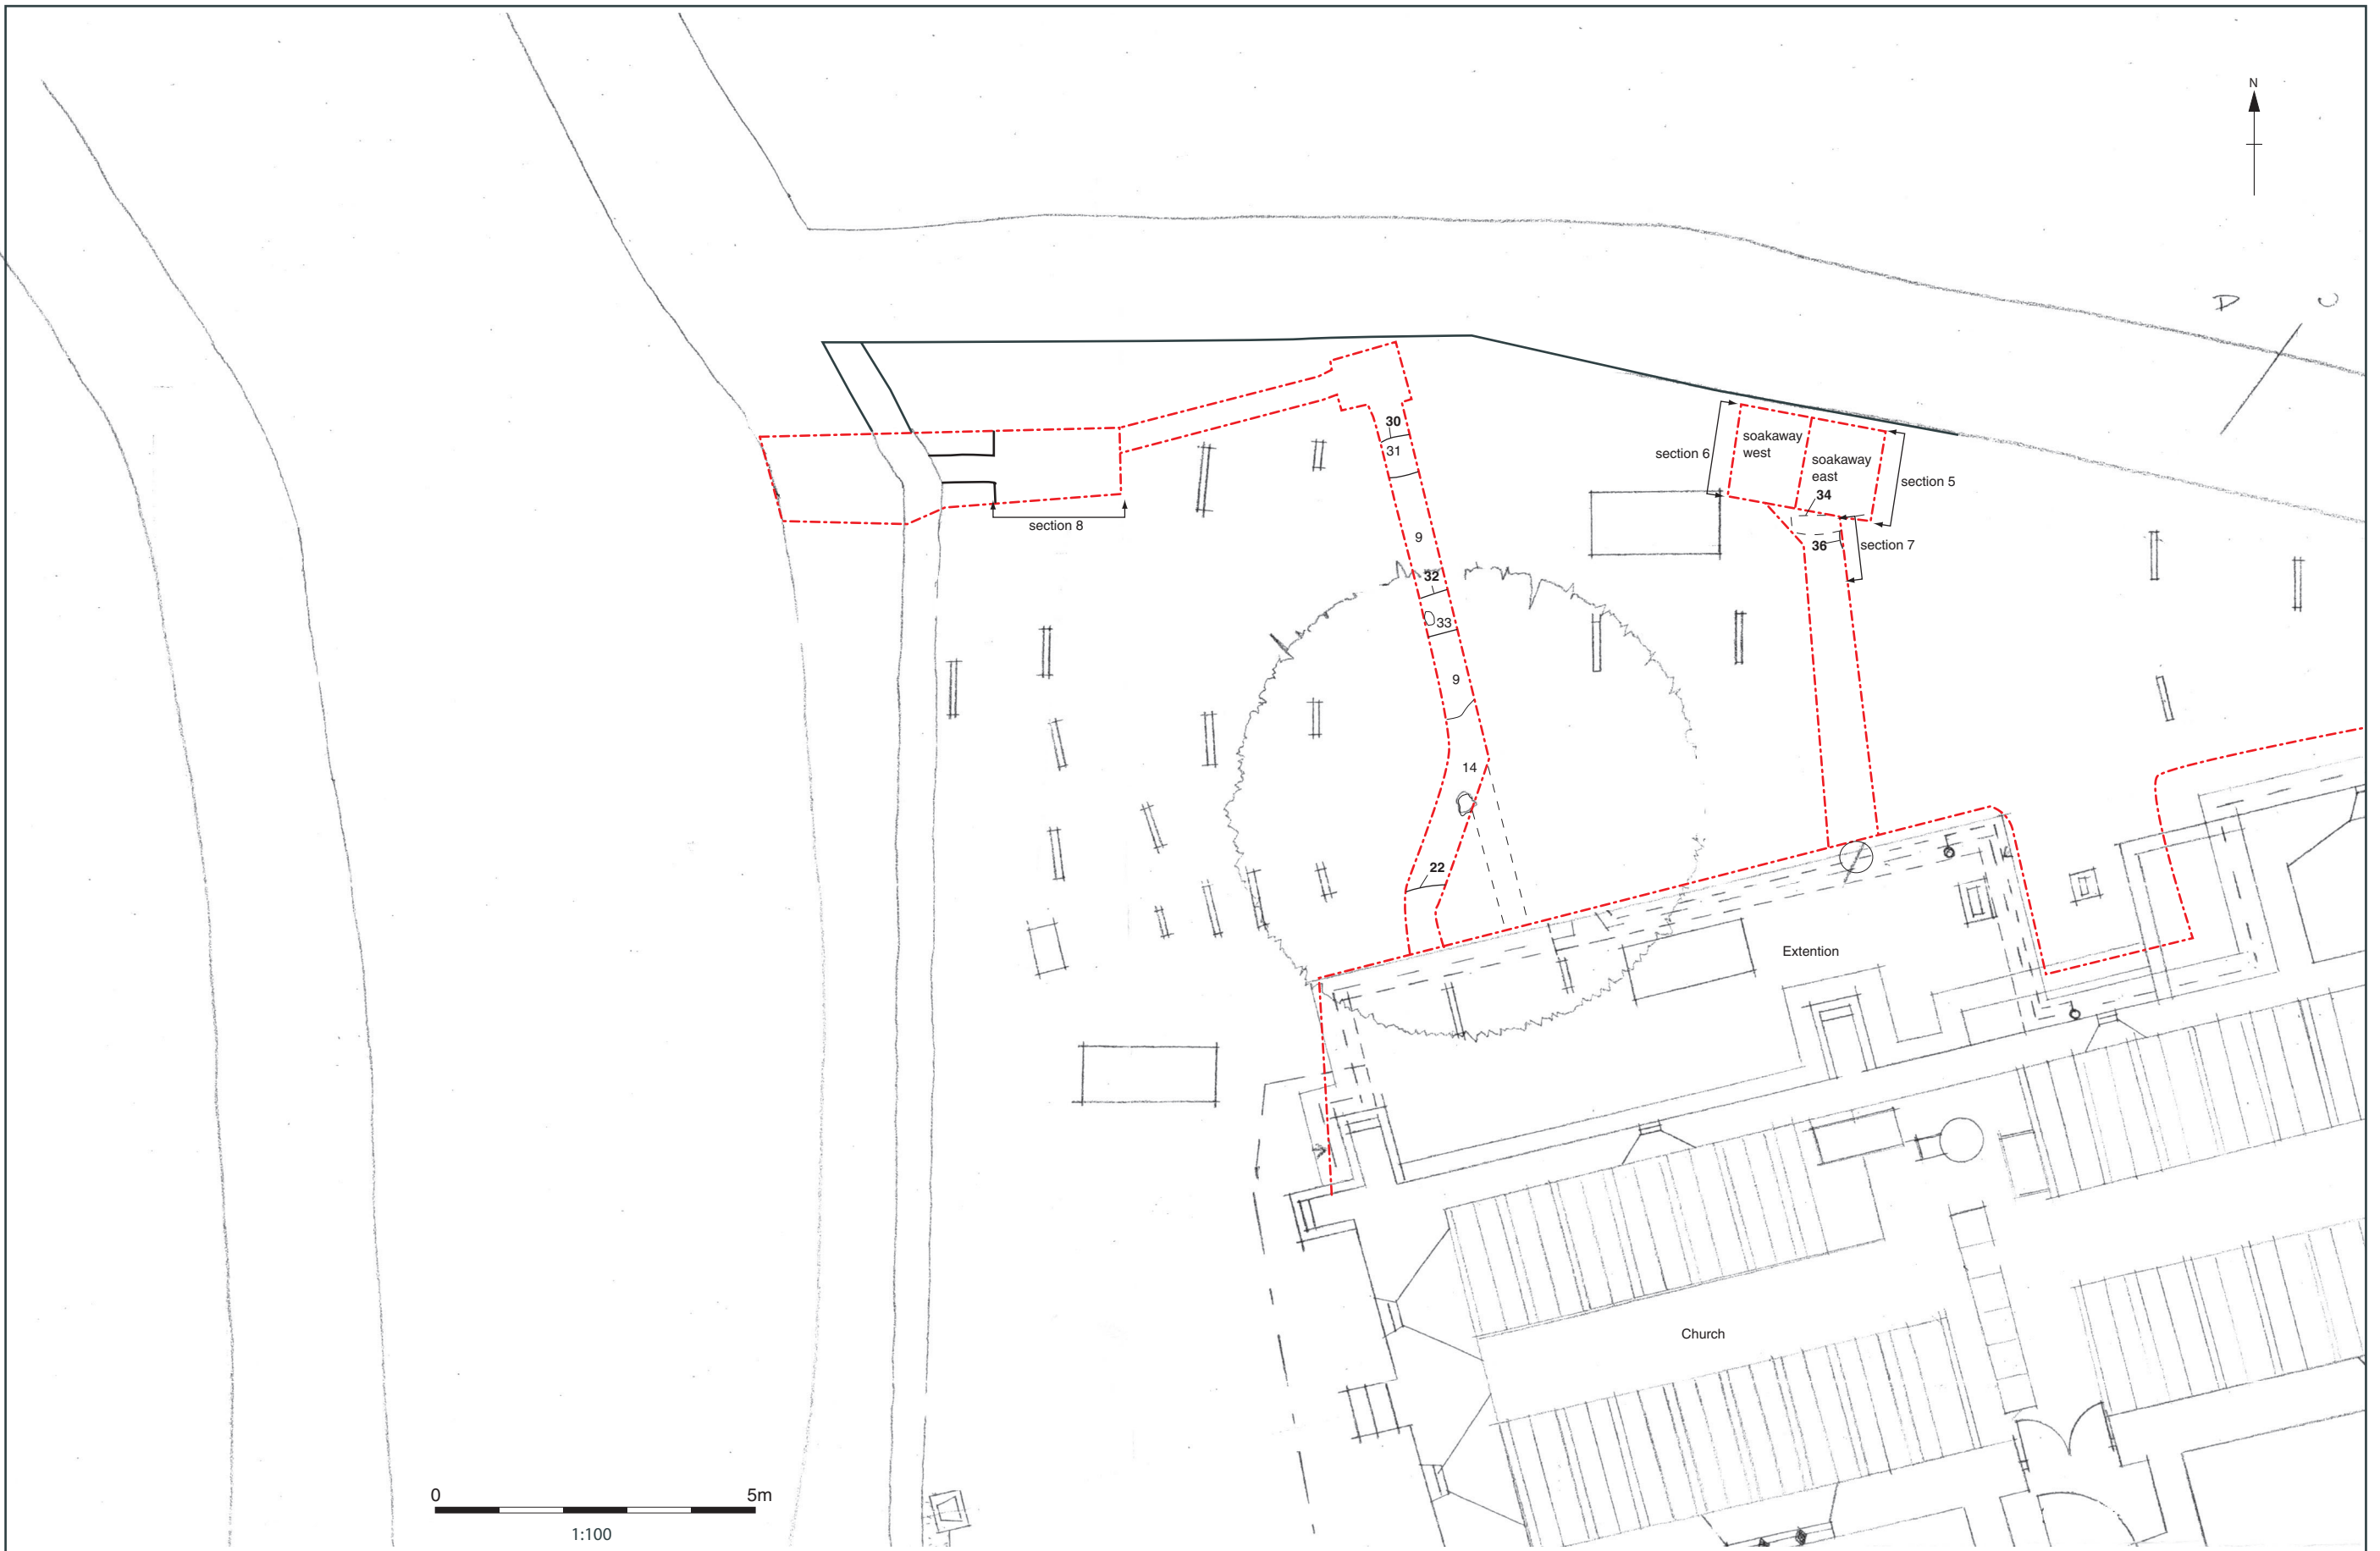 N
D U
30
31
section 6
soakaway
west
soakaway
east
34
section 5
section 8
9
36
section 7
32
33
9
14
22
Extention
Church
0 5m
1:100